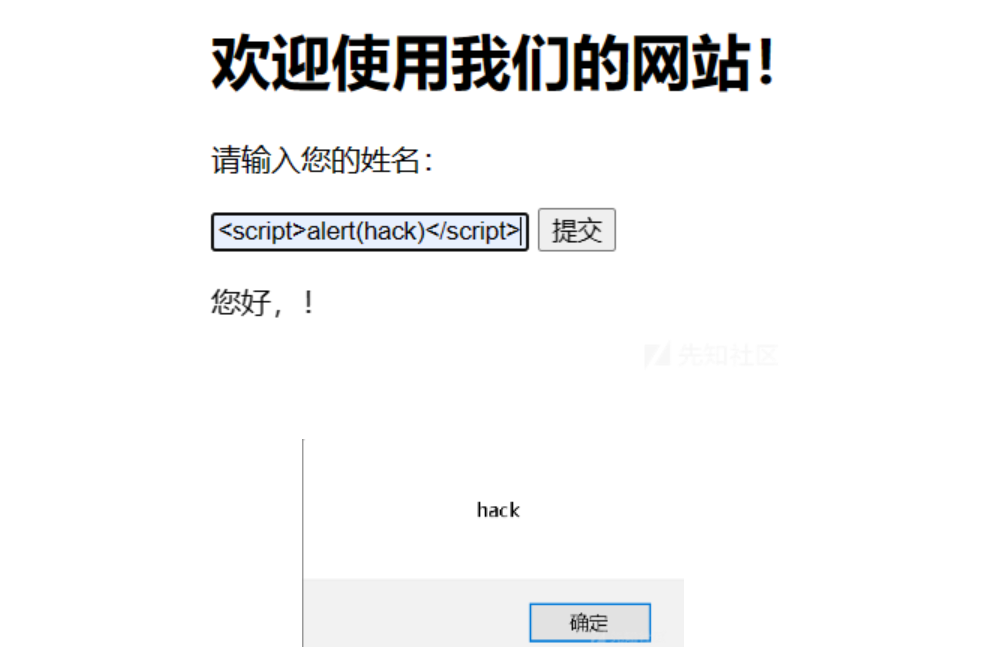 欢迎使用我们的网站！
请输入您的姓名：
<script>alert(hack)</script> 提交
您好，！
先知社区
hack
确定